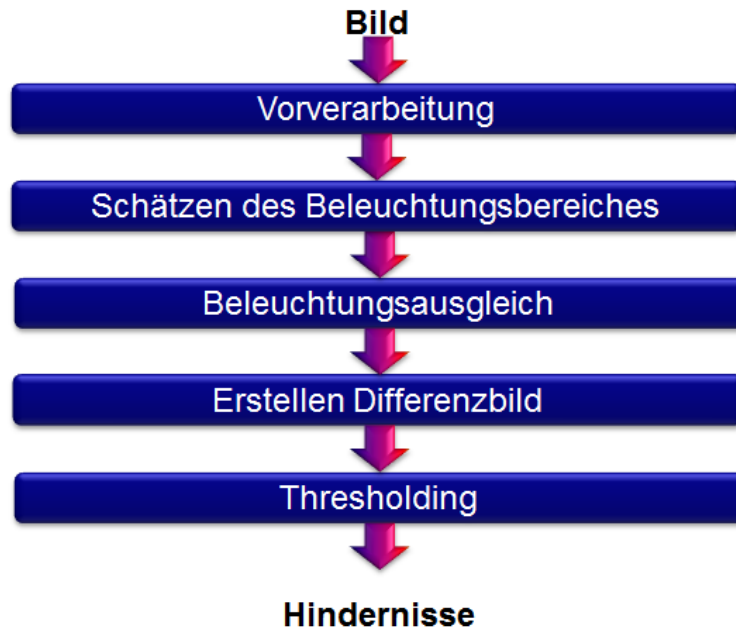 Bild
Vorverarbeitung
Schätzen des Beleuchtungsbereiches
Beleuchtungsausgleich
Erstellen Differenzbild
Thresholding
Hindernisse